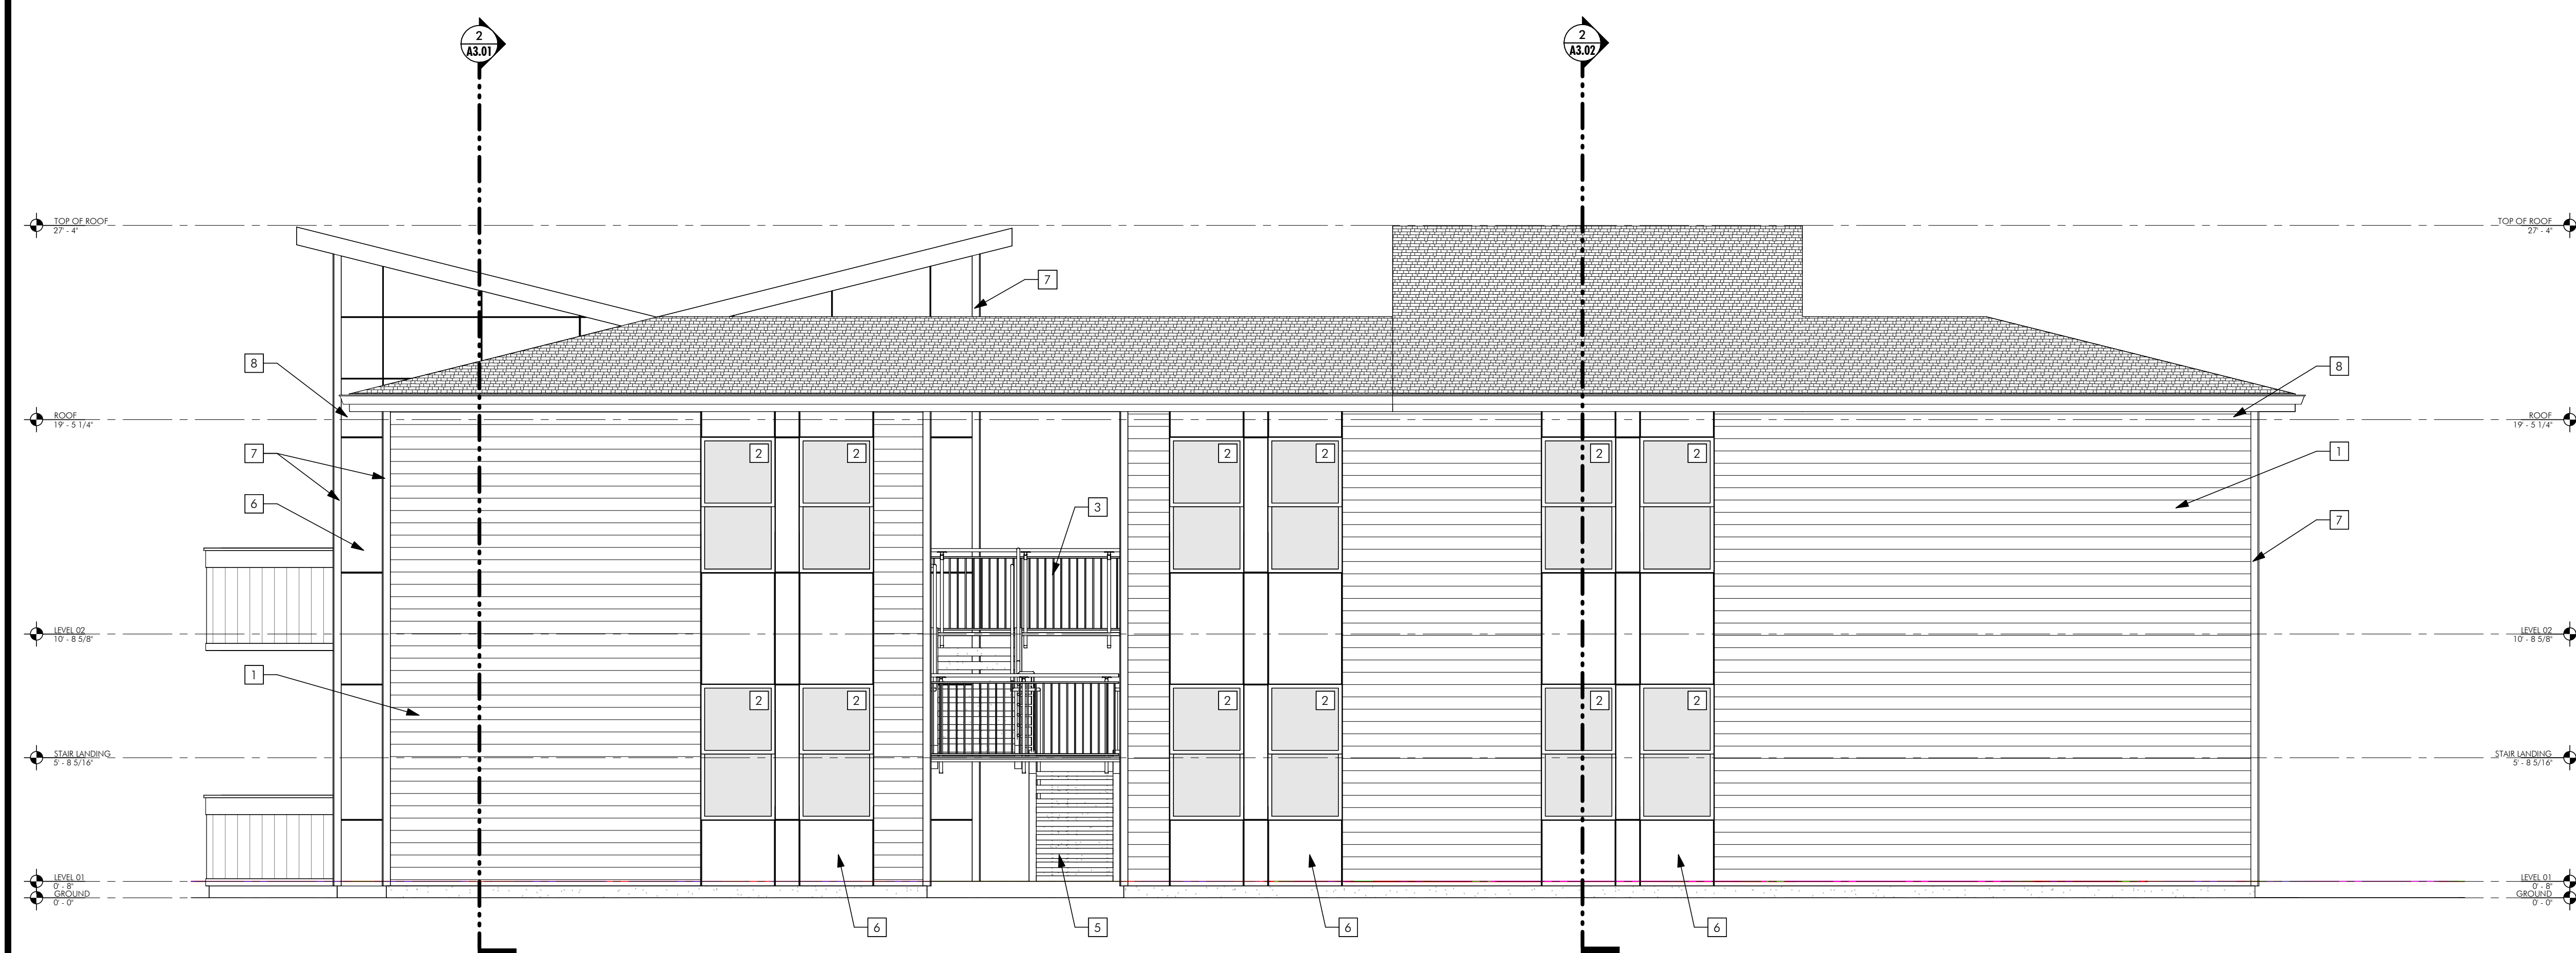 2
A3.01
2
A3.02
TOP OF ROOF
27' - 4"
TOP OF ROOF
27' - 4"
7
8
8
ROOF
19' - 5 1/4"
ROOF
19' - 5 1/4"
7
2
2
2
2
2
2
1
6
3
7
LEVEL 02
10' - 8 5/8"
LEVEL 02
10' - 8 5/8"
1
2
2
2
2
2
2
STAIR LANDING
5' - 8 5/16"
STAIR LANDING
5' - 8 5/16"
LEVEL 01
0' - 8"
LEVEL 01
0' - 8"
GROUND
0' - 0"
GROUND
0' - 0"
6
5
6
6